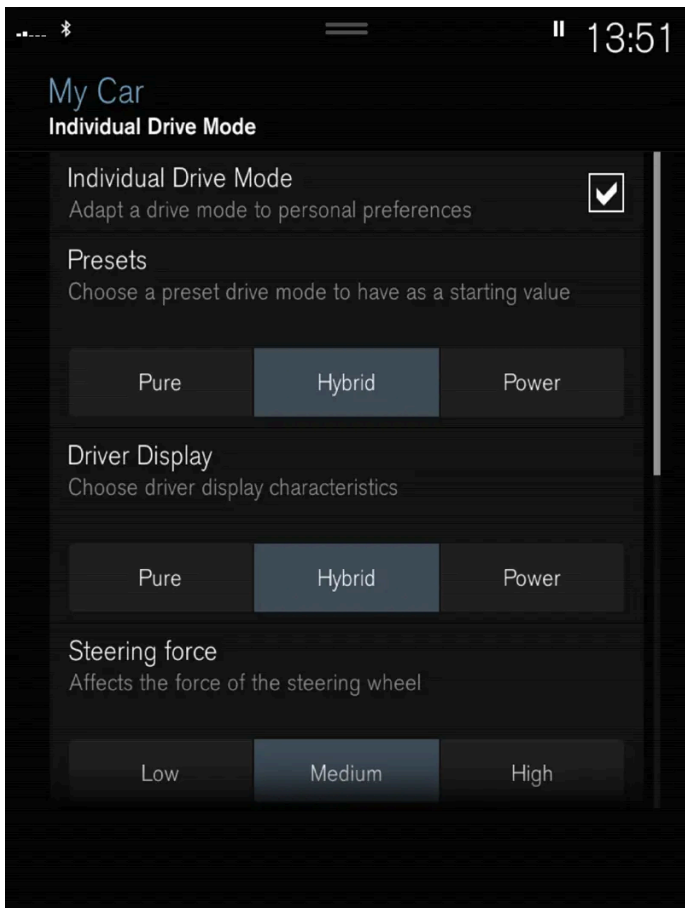 13:51
My Car
Individual Drive Mode
Individual Drive Mode
Adapt a drive mode to personal preferences
Presets
Choose a preset drive mode to have as a starting value
Pure Hybrid Power
Driver Display
Choose driver display characteristics
Pure Hybrid Power
Steering force
Affects the force of the steering wheel
Low Medium High